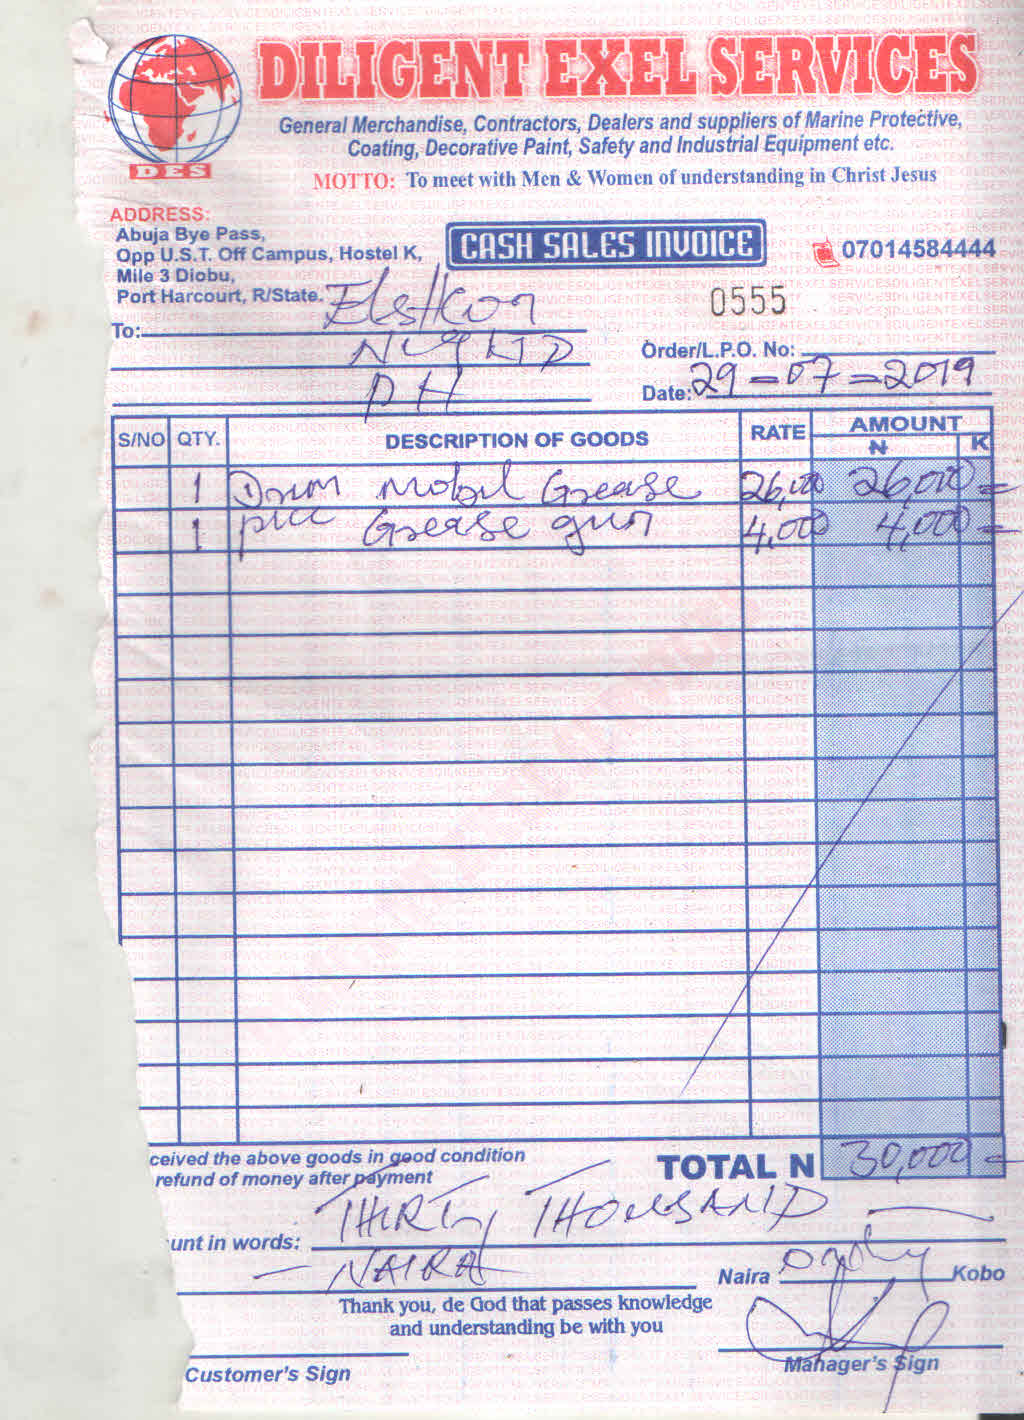 DILIGENT EXEL SERVICES
General Merchandise, Contractors, Dealers and suppliers of Marine Protective,
Coating, Decorative Paint, Safety and Industrial Equipment etc.
DES
MOTTO: To meet with Men & Women of understanding in Christ Jesus
ADDRESS:
Abuja Bye Pass,
Opp U.S.T. Off Campus, Hostel K,
Mile 3 Diobu,
Port Harcourt, R/State.
CASH SALES INVOICE
07014584444
0555
To:
NIG LTD
PH
Order/L.P.O. No:
Date: 29-07-2019
S/NO QTY. DESCRIPTION OF GOODS RATE AMOUNT
N K
1 Drum Mobil Grease 26,000 26,000 =
1 pcc Grease gun 4,000 4,000 =
ceived the above goods in good condition
refund of money after payment
TOTAL N 30,000
unt in words: THIRTY THOUSAND
NAIRA
Naira Kobo
Thank you, de God that passes knowledge
and understanding be with you
Customer's Sign
Manager's Sign